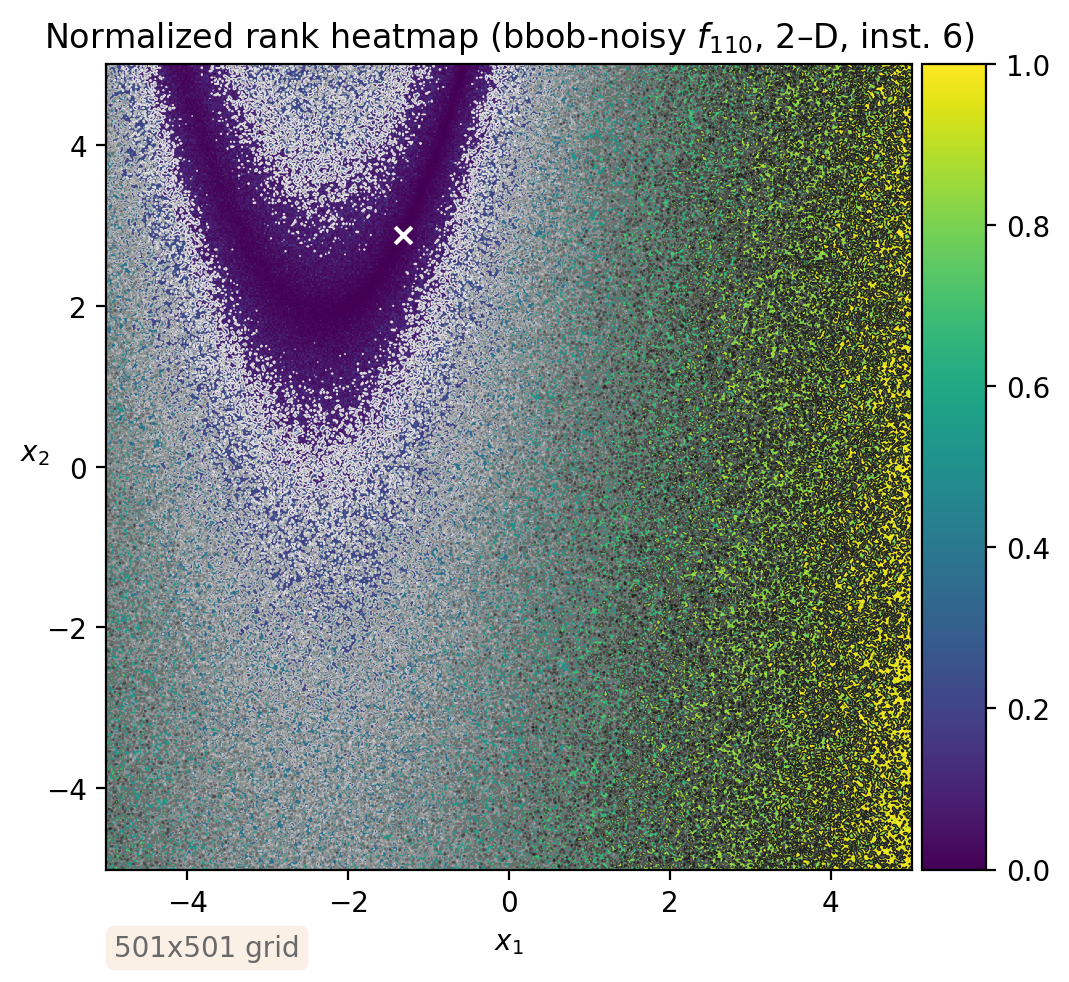 Normalized rank heatmap (bbob-noisy f₁₁₀, 2–D, inst. 6)
1.0
0.8
0.6
0.4
0.2
0.0
4
2
0
−2
−4
x₂
−4 −2 0 2 4
x₁
501x501 grid